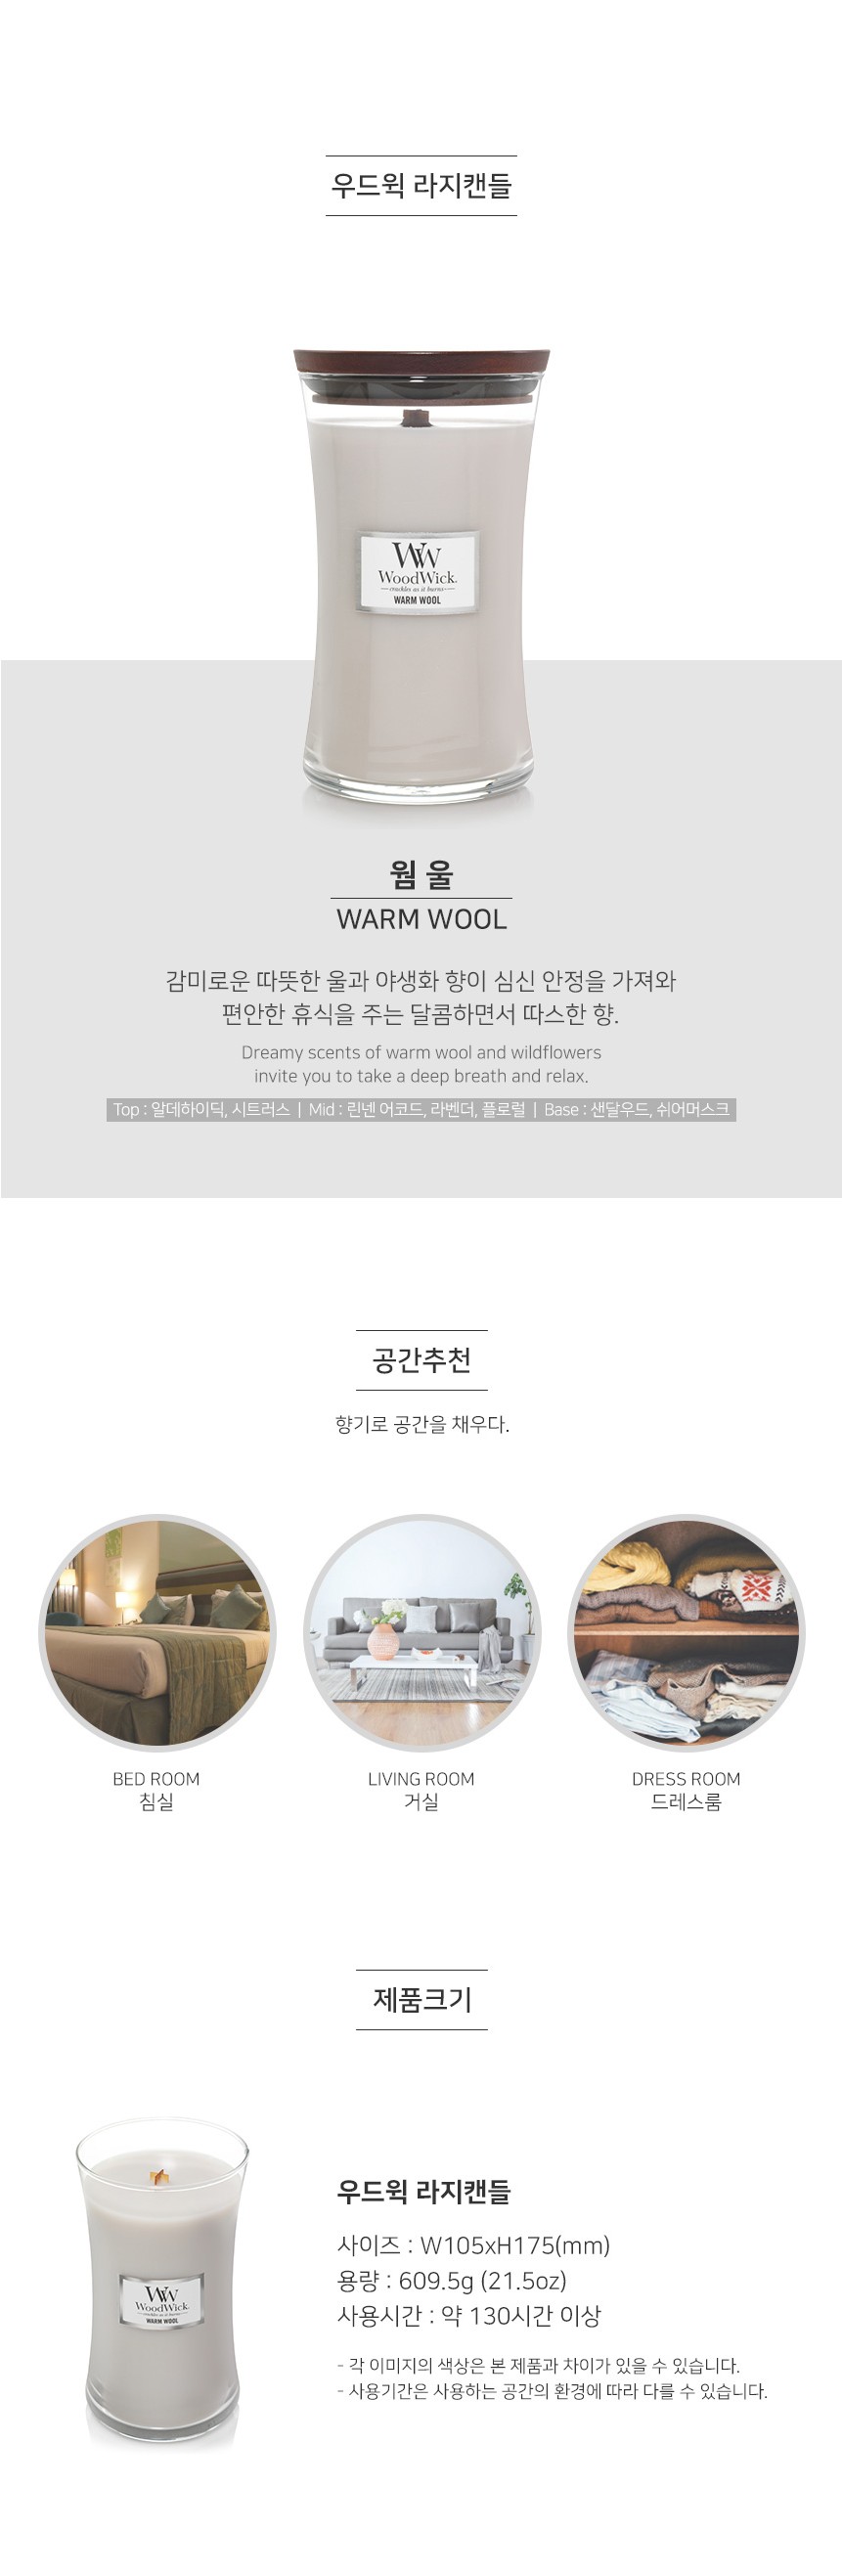 우드윅 라지캔들
WW
WoodWick.
crackles as it burns
WARM WOOL
웜 울
WARM WOOL
감미로운 따뜻한 울과 야생화 향이 심신 안정을 가져와
편안한 휴식을 주는 달콤하면서 따스한 향.
Dreamy scents of warm wool and wildflowers
invite you to take a deep breath and relax.
Top : 알데하이딕, 시트러스 | Mid : 린넨 어코드, 라벤더, 플로럴 | Base : 샌달우드, 쉬어머스크
공간추천
향기로 공간을 채우다.
BED ROOM
침실
LIVING ROOM
거실
DRESS ROOM
드레스룸
제품크기
WW
WoodWick.
crackles as it burns
WARM WOOL
우드윅 라지캔들
사이즈 : W105xH175(mm)
용량 : 609.5g (21.5oz)
사용시간 : 약 130시간 이상
- 각 이미지의 색상은 본 제품과 차이가 있을 수 있습니다.
- 사용기간은 사용하는 공간의 환경에 따라 다를 수 있습니다.